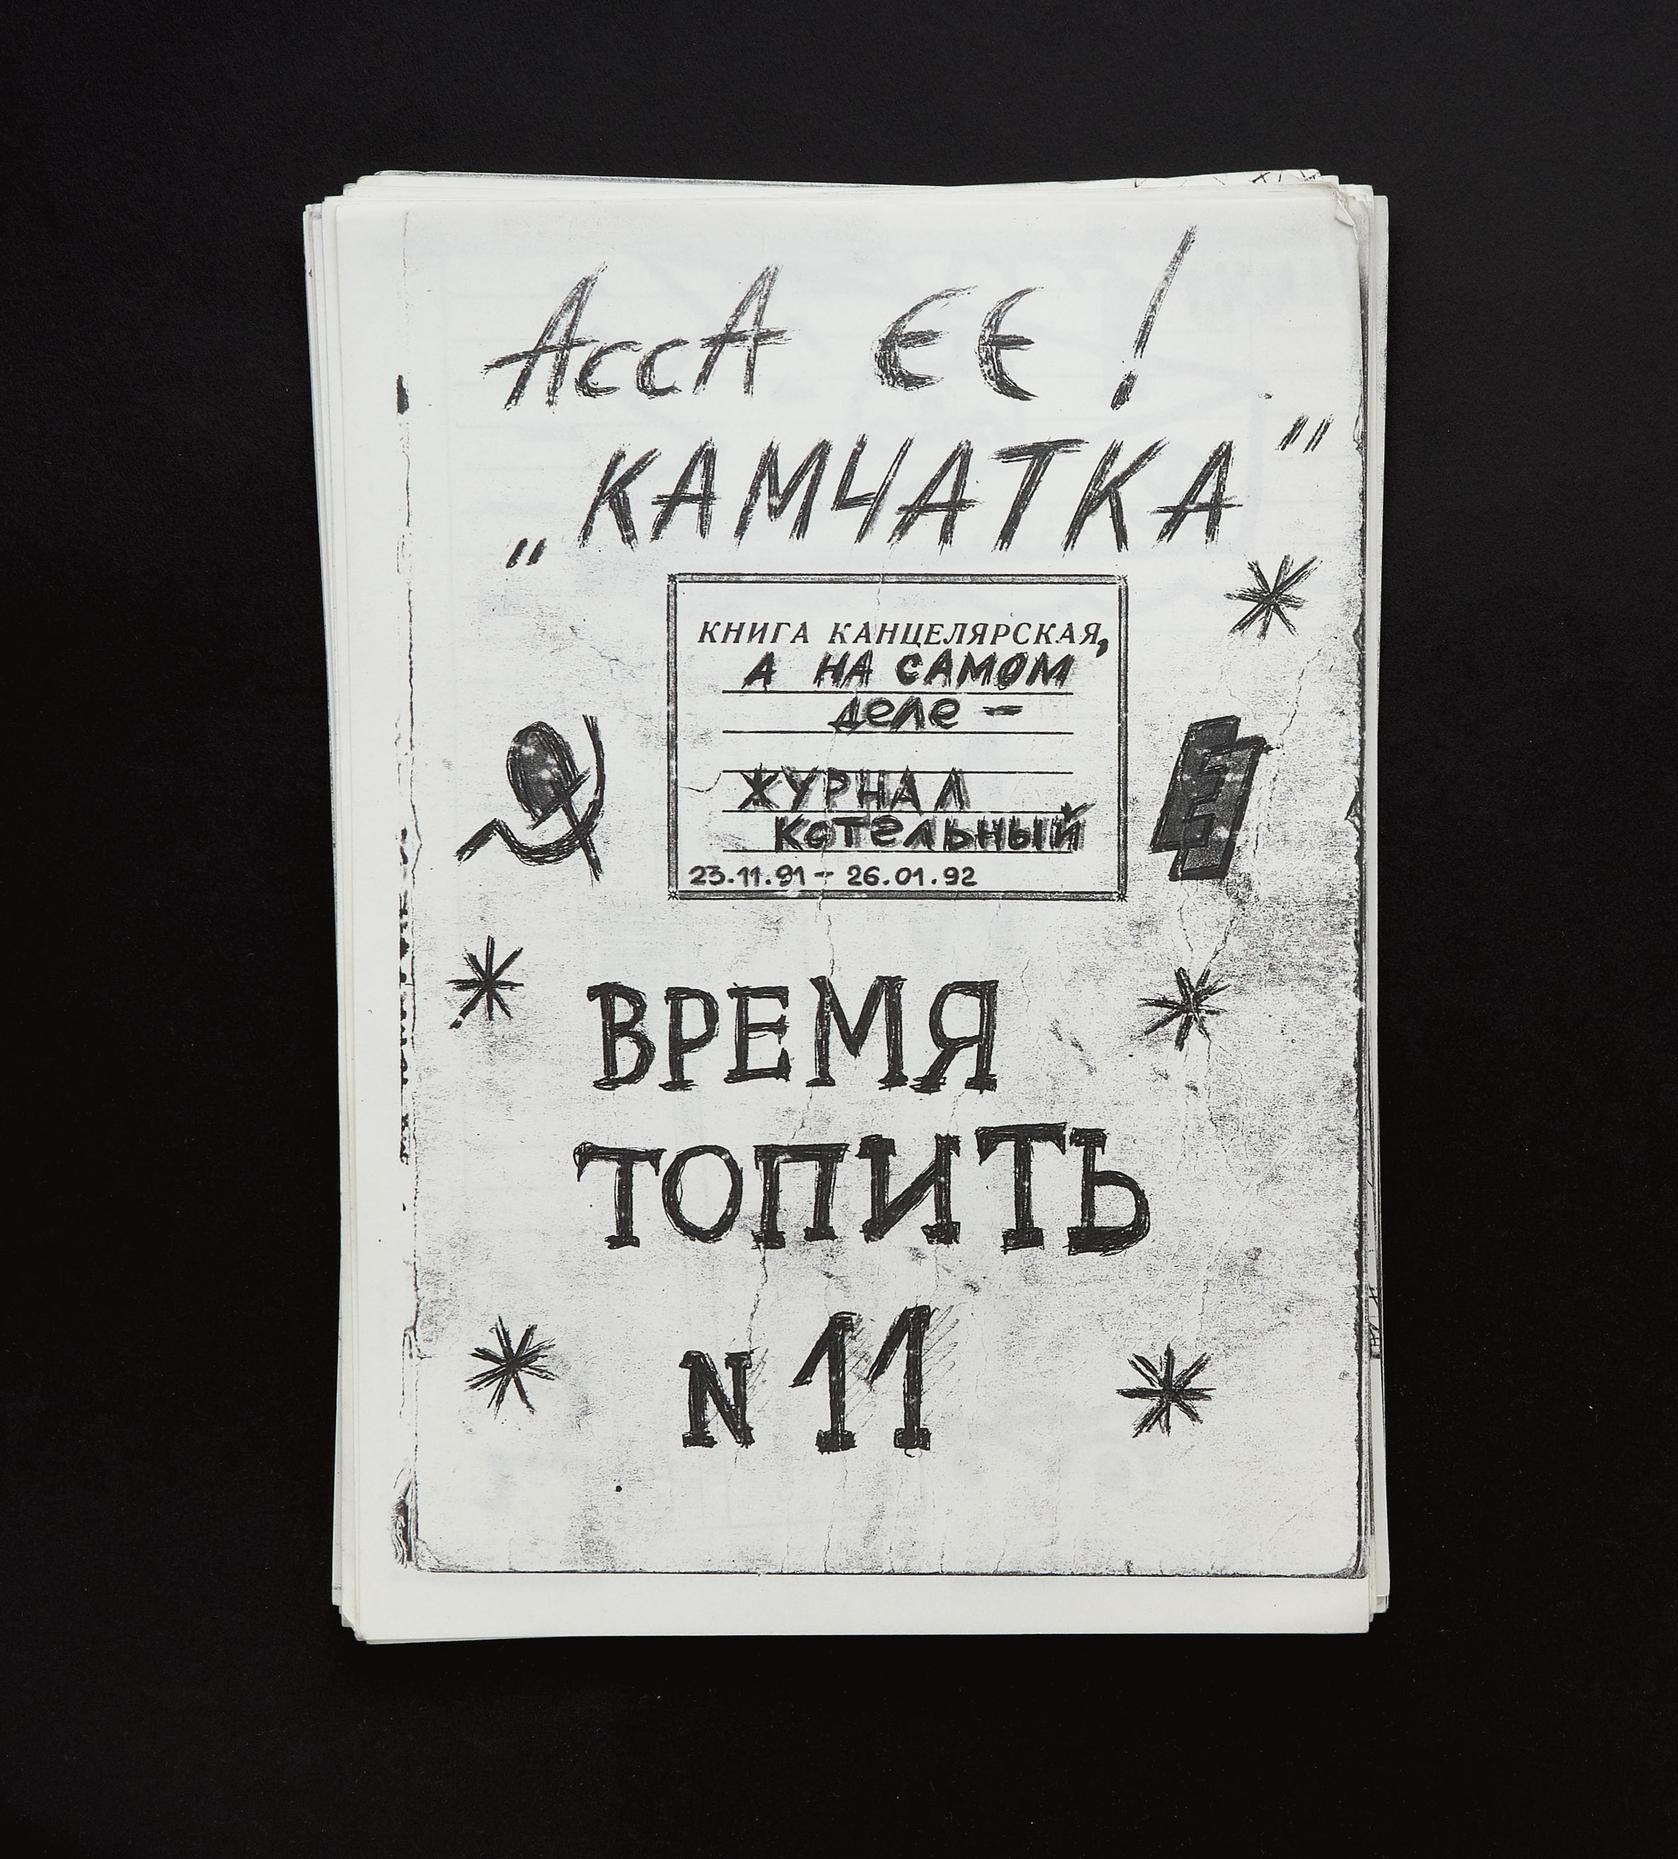 АссА ЕЕ!
„КАМЧАТКА"
КНИГА КАНЦЕЛЯРСКАЯ,
А НА САМОМ
деле –
ЖУРНАЛ
котельный
23.11.91 – 26.01.92
ВРЕМЯ
ТОПИТЬ
N 11